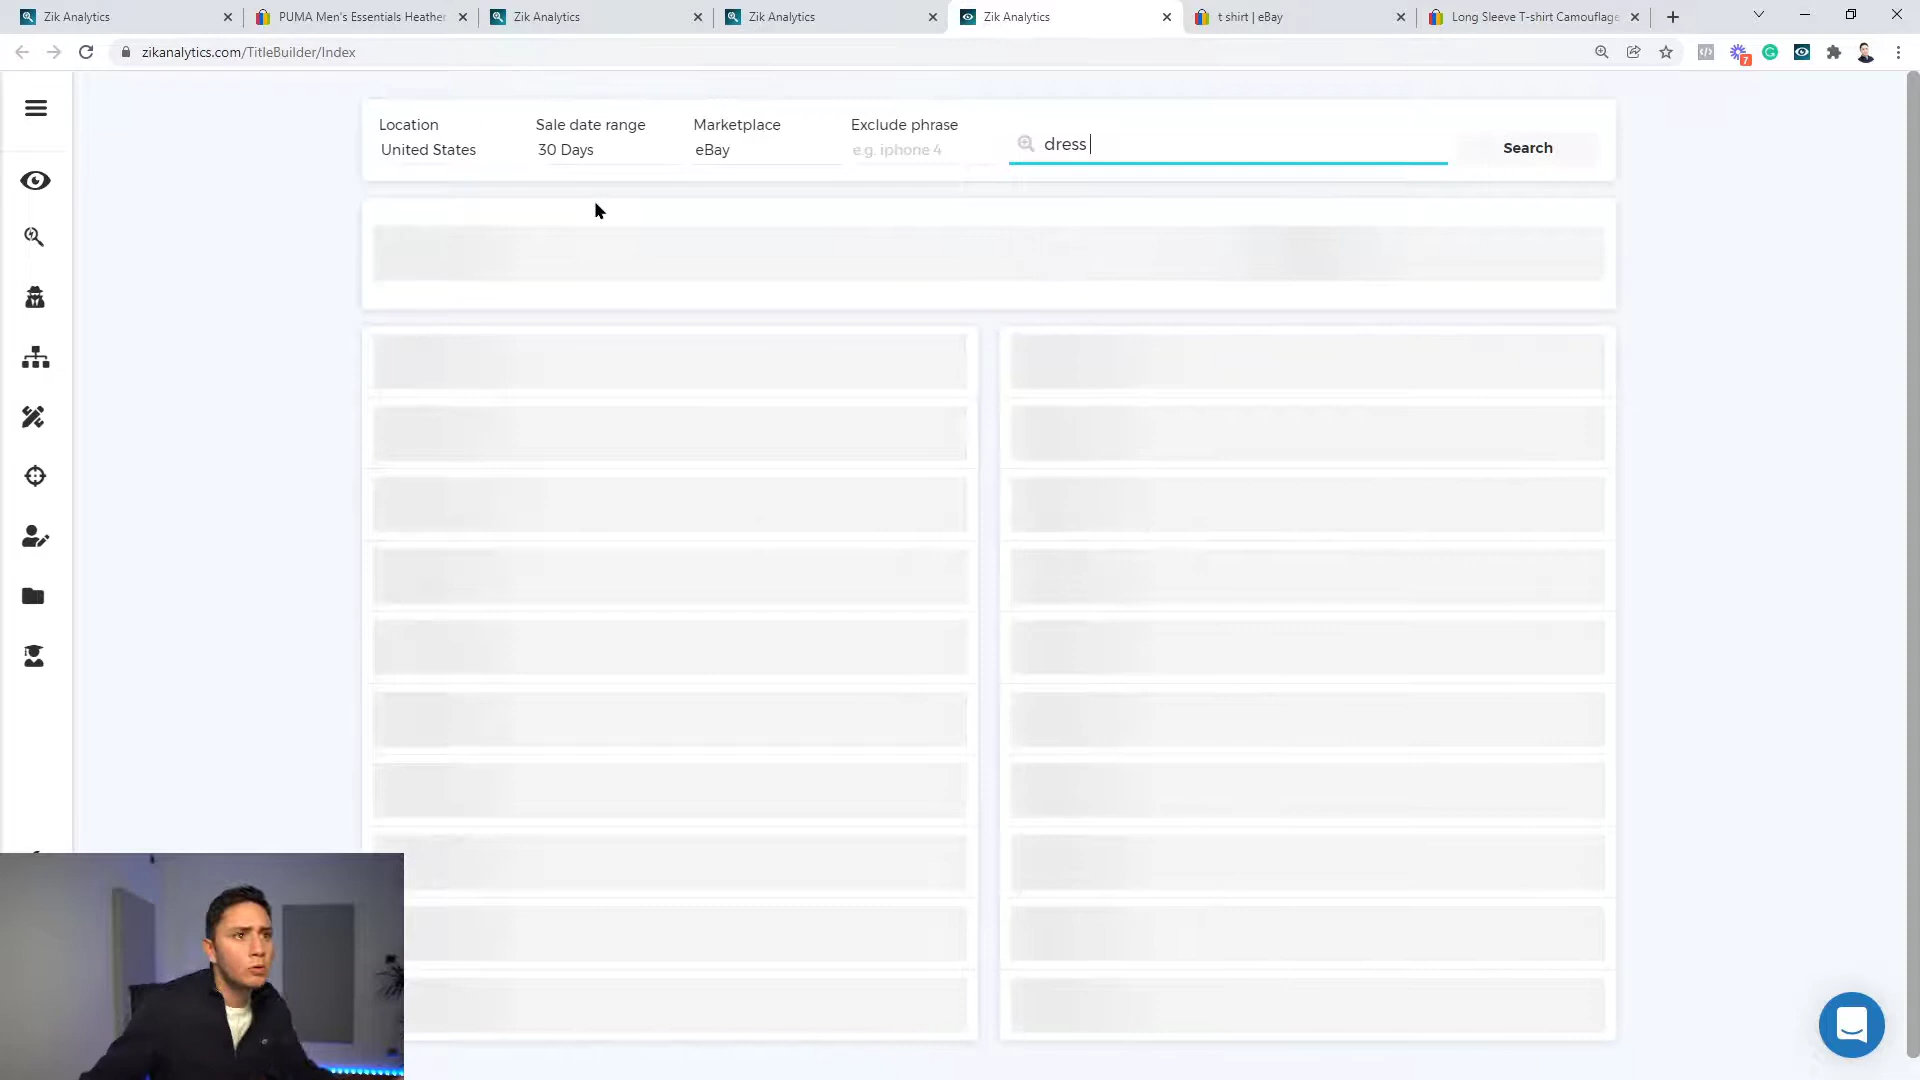 Zik Analytics
PUMA Men's Essentials Heather
Zik Analytics
Zik Analytics
Zik Analytics
t shirt | eBay
Long Sleeve T-shirt Camouflage
zikanalytics.com/TitleBuilder/Index
7
Location
United States
Sale date range
30 Days
Marketplace
eBay
Exclude phrase
e.g. iphone 4
dress
Search